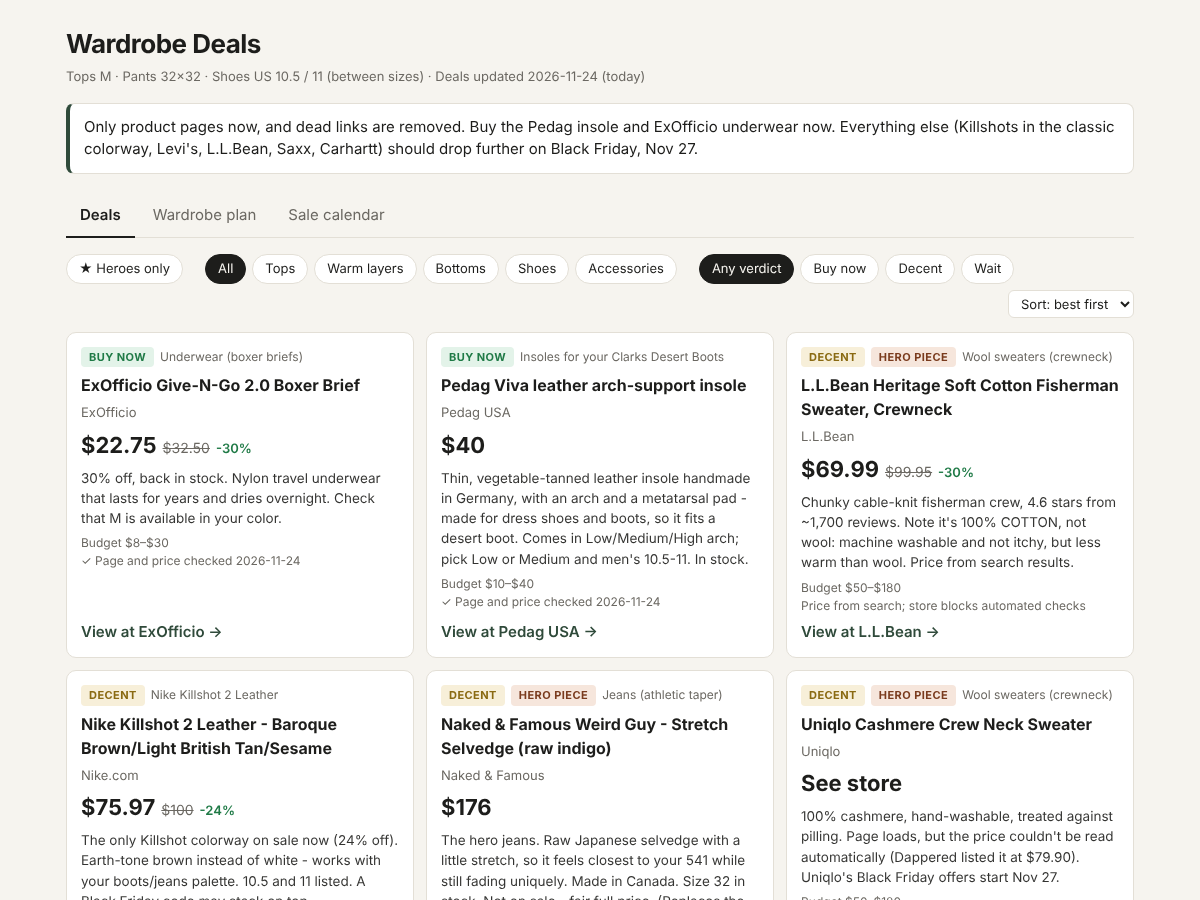 Wardrobe Deals
Tops M · Pants 32×32 · Shoes US 10.5 / 11 (between sizes) · Deals updated 2026-11-24 (today)
Only product pages now, and dead links are removed. Buy the Pedag insole and ExOfficio underwear now. Everything else (Killshots in the classic
colorway, Levi's, L.L.Bean, Saxx, Carhartt) should drop further on Black Friday, Nov 27.
Deals Wardrobe plan Sale calendar
★ Heroes only All Tops Warm layers Bottoms Shoes Accessories Any verdict Buy now Decent Wait
Sort: best first
BUY NOW Underwear (boxer briefs)
ExOfficio Give-N-Go 2.0 Boxer Brief
ExOfficio
$22.75 $32.50 -30%
30% off, back in stock. Nylon travel underwear
that lasts for years and dries overnight. Check
that M is available in your color.
Budget $8–$30
✓ Page and price checked 2026-11-24
View at ExOfficio →
BUY NOW Insoles for your Clarks Desert Boots
Pedag Viva leather arch-support insole
Pedag USA
$40
Thin, vegetable-tanned leather insole handmade
in Germany, with an arch and a metatarsal pad -
made for dress shoes and boots, so it fits a
desert boot. Comes in Low/Medium/High arch;
pick Low or Medium and men's 10.5-11. In stock.
Budget $10–$40
✓ Page and price checked 2026-11-24
View at Pedag USA →
DECENT HERO PIECE Wool sweaters (crewneck)
L.L.Bean Heritage Soft Cotton Fisherman
Sweater, Crewneck
L.L.Bean
$69.99 $99.95 -30%
Chunky cable-knit fisherman crew, 4.6 stars from
~1,700 reviews. Note it's 100% COTTON, not
wool: machine washable and not itchy, but less
warm than wool. Price from search results.
Budget $50–$180
Price from search; store blocks automated checks
View at L.L.Bean →
DECENT Nike Killshot 2 Leather
Nike Killshot 2 Leather - Baroque
Brown/Light British Tan/Sesame
Nike.com
$75.97 $100 -24%
The only Killshot colorway on sale now (24% off).
Earth-tone brown instead of white - works with
your boots/jeans palette. 10.5 and 11 listed. A
Black Friday code may stack on top.
DECENT HERO PIECE Jeans (athletic taper)
Naked & Famous Weird Guy - Stretch
Selvedge (raw indigo)
Naked & Famous
$176
The hero jeans. Raw Japanese selvedge with a
little stretch, so it feels closest to your 541 while
still fading uniquely. Made in Canada. Size 32 in
stock. Not on sale - fair full price. (Replaces the
DECENT HERO PIECE Wool sweaters (crewneck)
Uniqlo Cashmere Crew Neck Sweater
Uniqlo
See store
100% cashmere, hand-washable, treated against
pilling. Page loads, but the price couldn't be read
automatically (Dappered listed it at $79.90).
Uniqlo's Black Friday offers start Nov 27.
Budget $50–$180